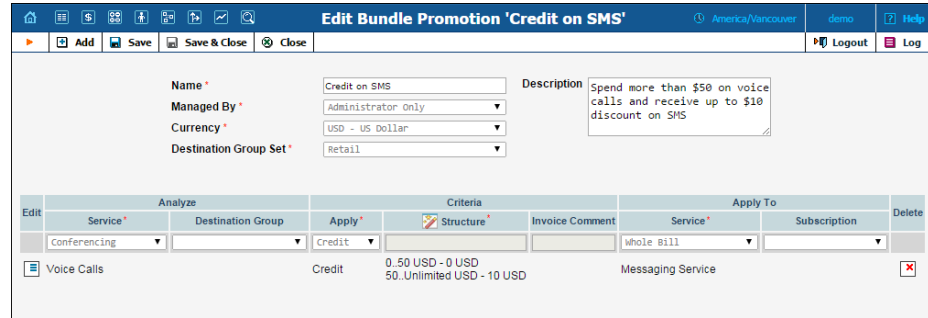 Edit Bundle Promotion 'Credit on SMS'
America/Vancouver
demo
Help
Add
Save
Save & Close
Close
Logout
Log
Name *
Credit on SMS
Description
Spend more than $50 on voice
calls and receive up to $10
discount on SMS
Managed By *
Administrator Only
Currency *
USD - US Dollar
Destination Group Set *
Retail
Edit
Analyze
Criteria
Apply To
Delete
Service *
Destination Group
Apply *
Structure *
Invoice Comment
Service *
Subscription
Conferencing
Credit
Whole Bill
Voice Calls
Credit
0..50 USD - 0 USD
50..Unlimited USD - 10 USD
Messaging Service